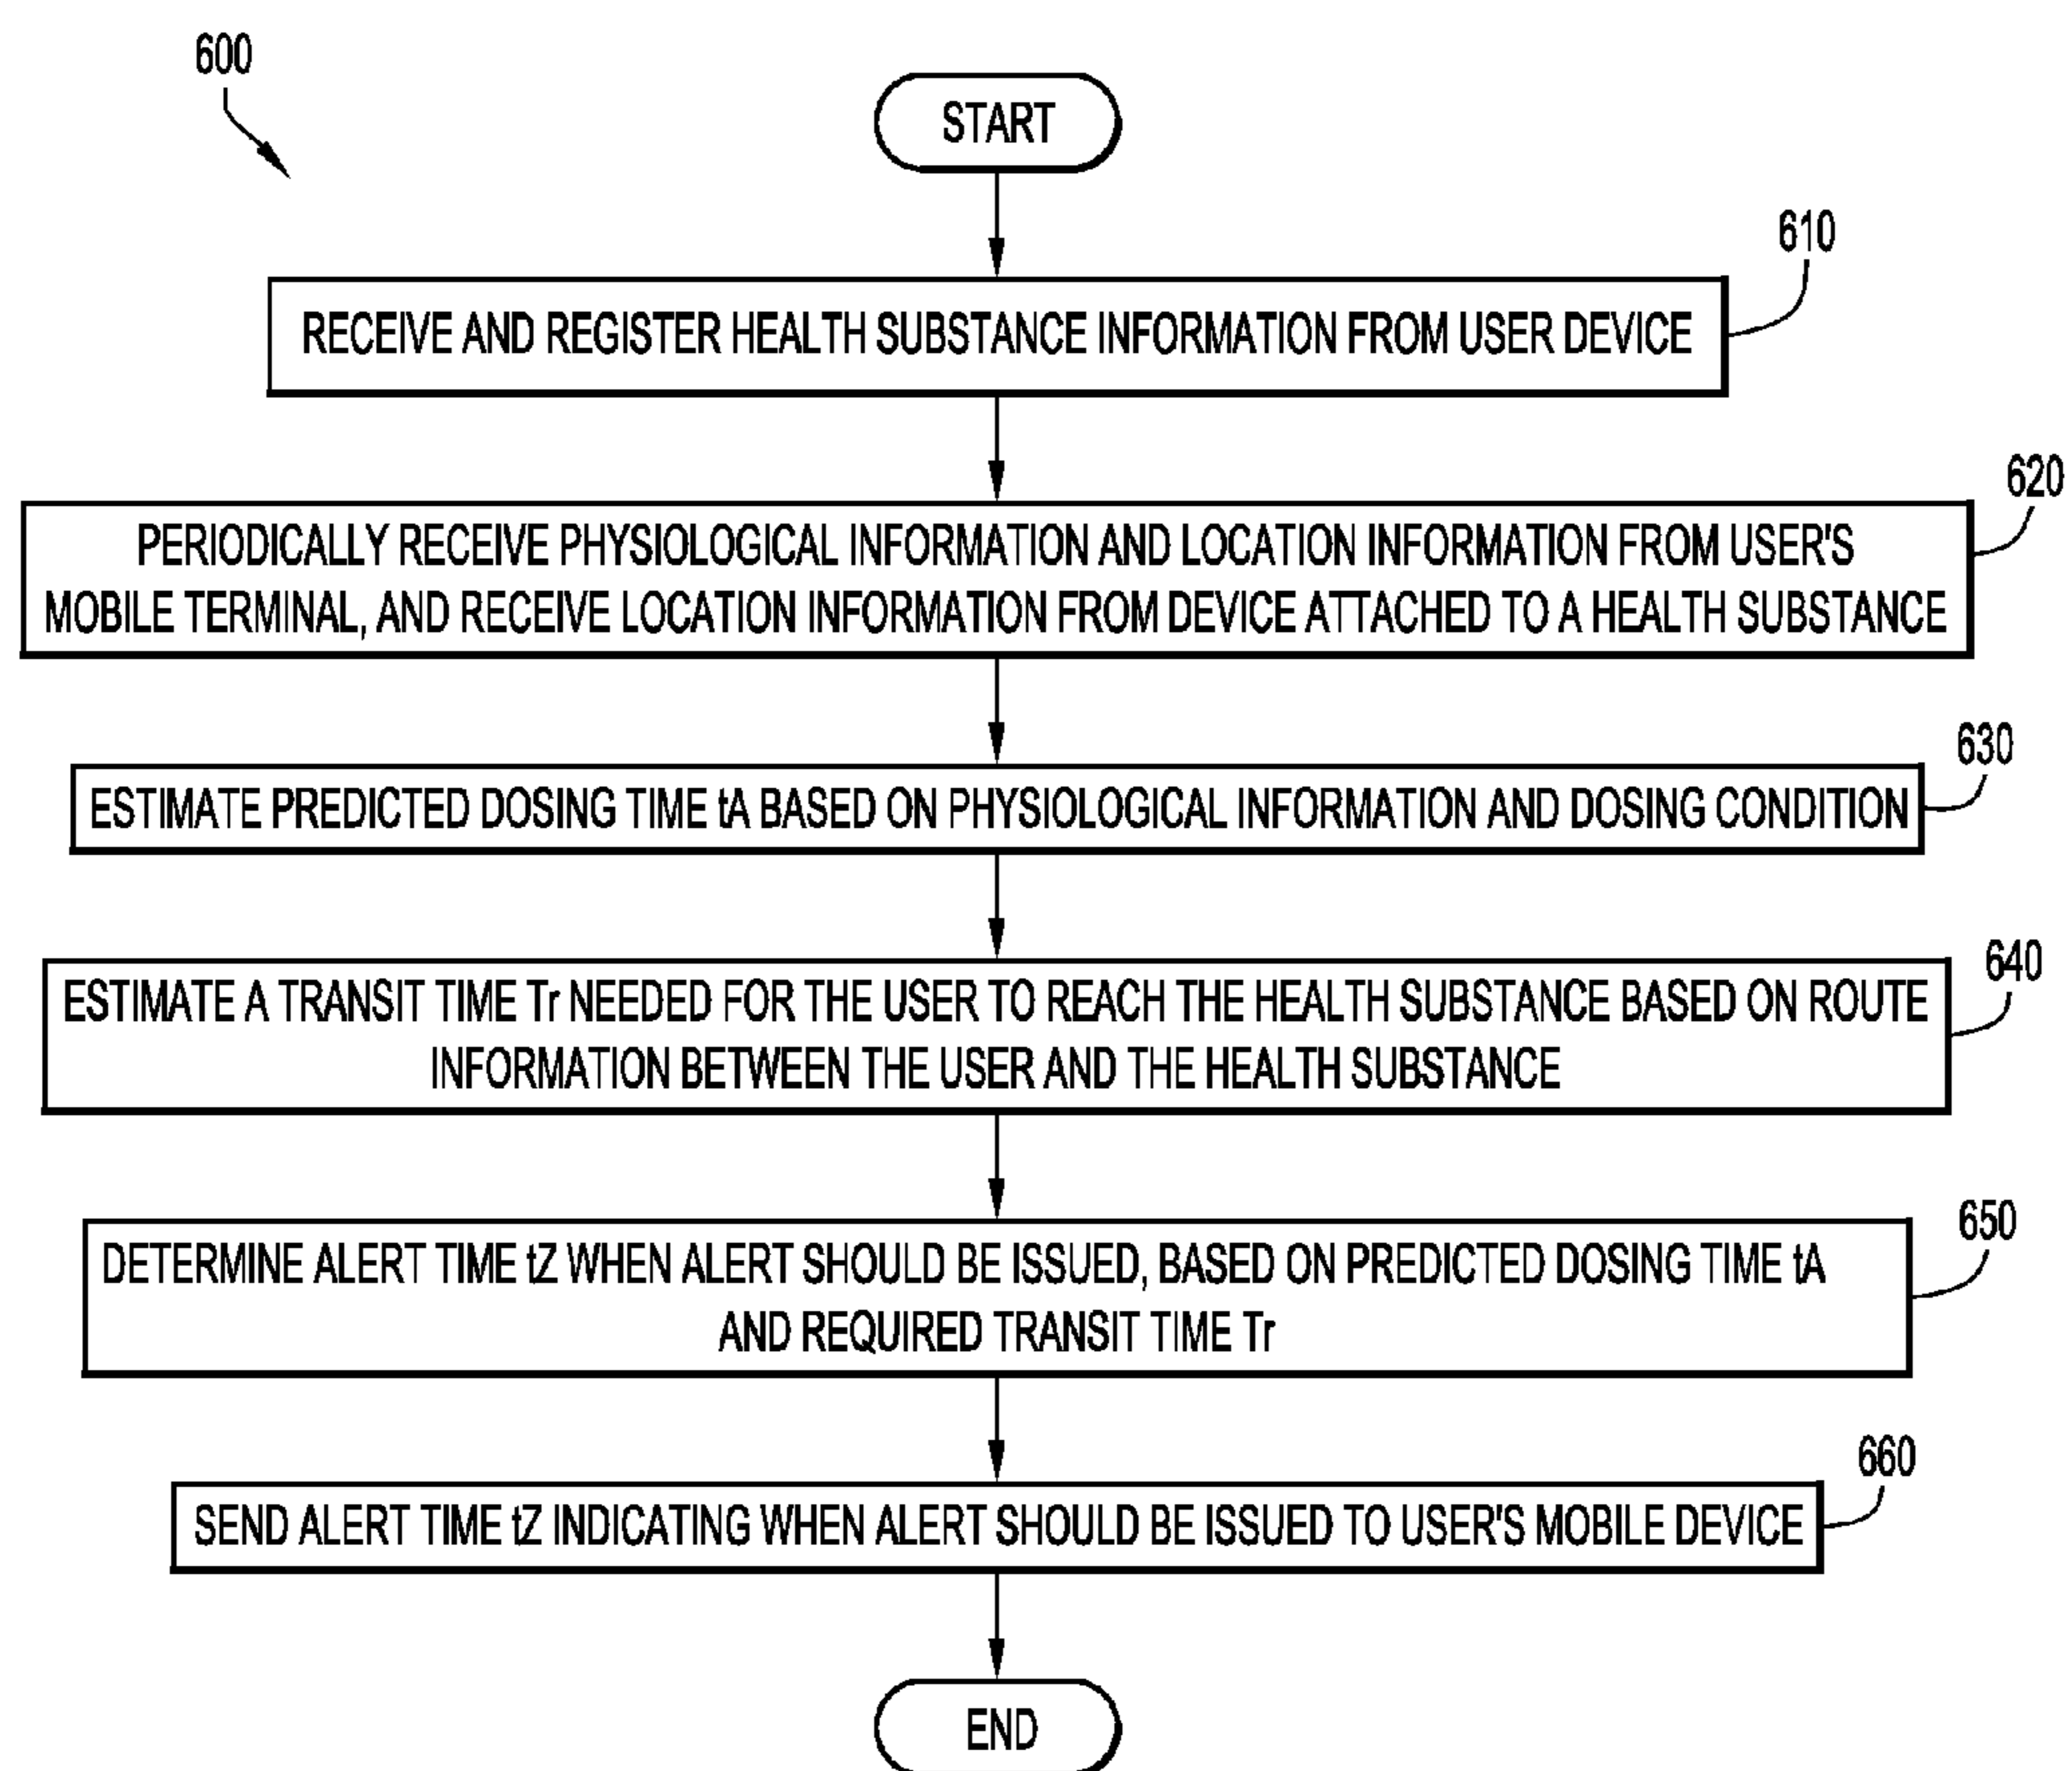 600
START
610
RECEIVE AND REGISTER HEALTH SUBSTANCE INFORMATION FROM USER DEVICE
620
PERIODICALLY RECEIVE PHYSIOLOGICAL INFORMATION AND LOCATION INFORMATION FROM USER'S
MOBILE TERMINAL, AND RECEIVE LOCATION INFORMATION FROM DEVICE ATTACHED TO A HEALTH SUBSTANCE
630
ESTIMATE PREDICTED DOSING TIME tA BASED ON PHYSIOLOGICAL INFORMATION AND DOSING CONDITION
640
ESTIMATE A TRANSIT TIME Tr NEEDED FOR THE USER TO REACH THE HEALTH SUBSTANCE BASED ON ROUTE
INFORMATION BETWEEN THE USER AND THE HEALTH SUBSTANCE
650
DETERMINE ALERT TIME tZ WHEN ALERT SHOULD BE ISSUED, BASED ON PREDICTED DOSING TIME tA
AND REQUIRED TRANSIT TIME Tr
660
SEND ALERT TIME tZ INDICATING WHEN ALERT SHOULD BE ISSUED TO USER'S MOBILE DEVICE
END